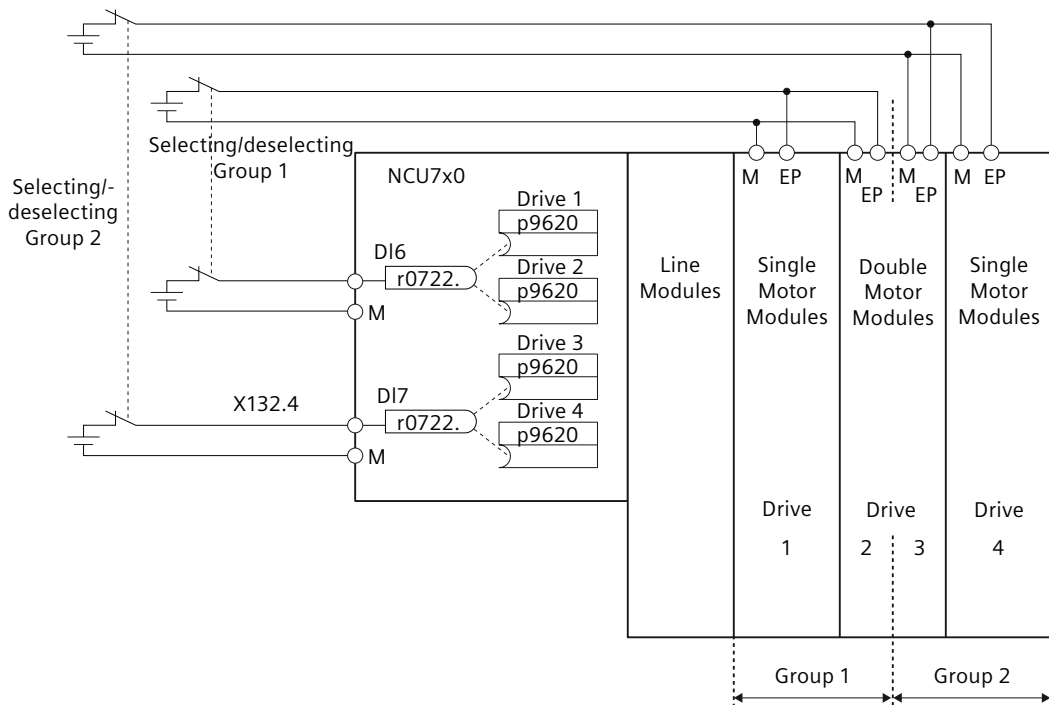 Selecting/deselecting
Group 1
Selecting/-
deselecting
Group 2
NCU7x0
Drive 1
p9620
DI6
r0722.
Drive 2
p9620
M
Drive 3
p9620
DI7
r0722.
Drive 4
p9620
X132.4
M
Line
Modules
M EP
Single
Motor
Modules
Drive
1
M EP M EP
Double
Motor
Modules
Drive
2 3
M EP
Single
Motor
Modules
Drive
4
Group 1
Group 2